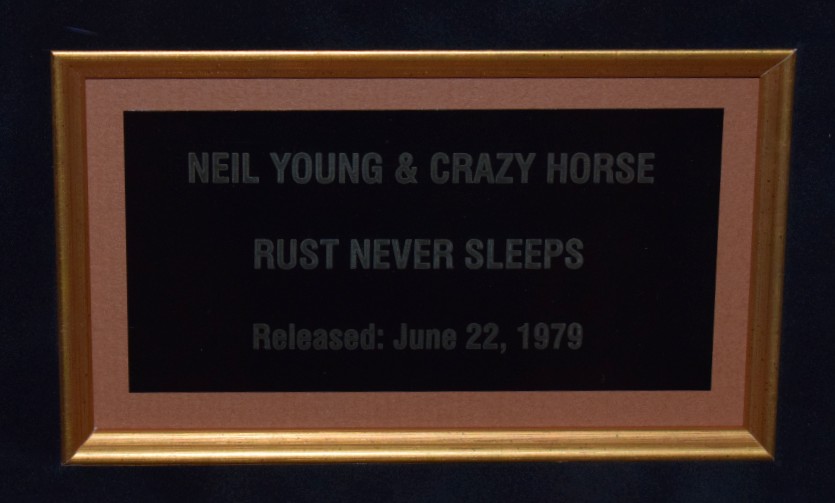 NEIL YOUNG & CRAZY HORSE
RUST NEVER SLEEPS
Released: June 22, 1979